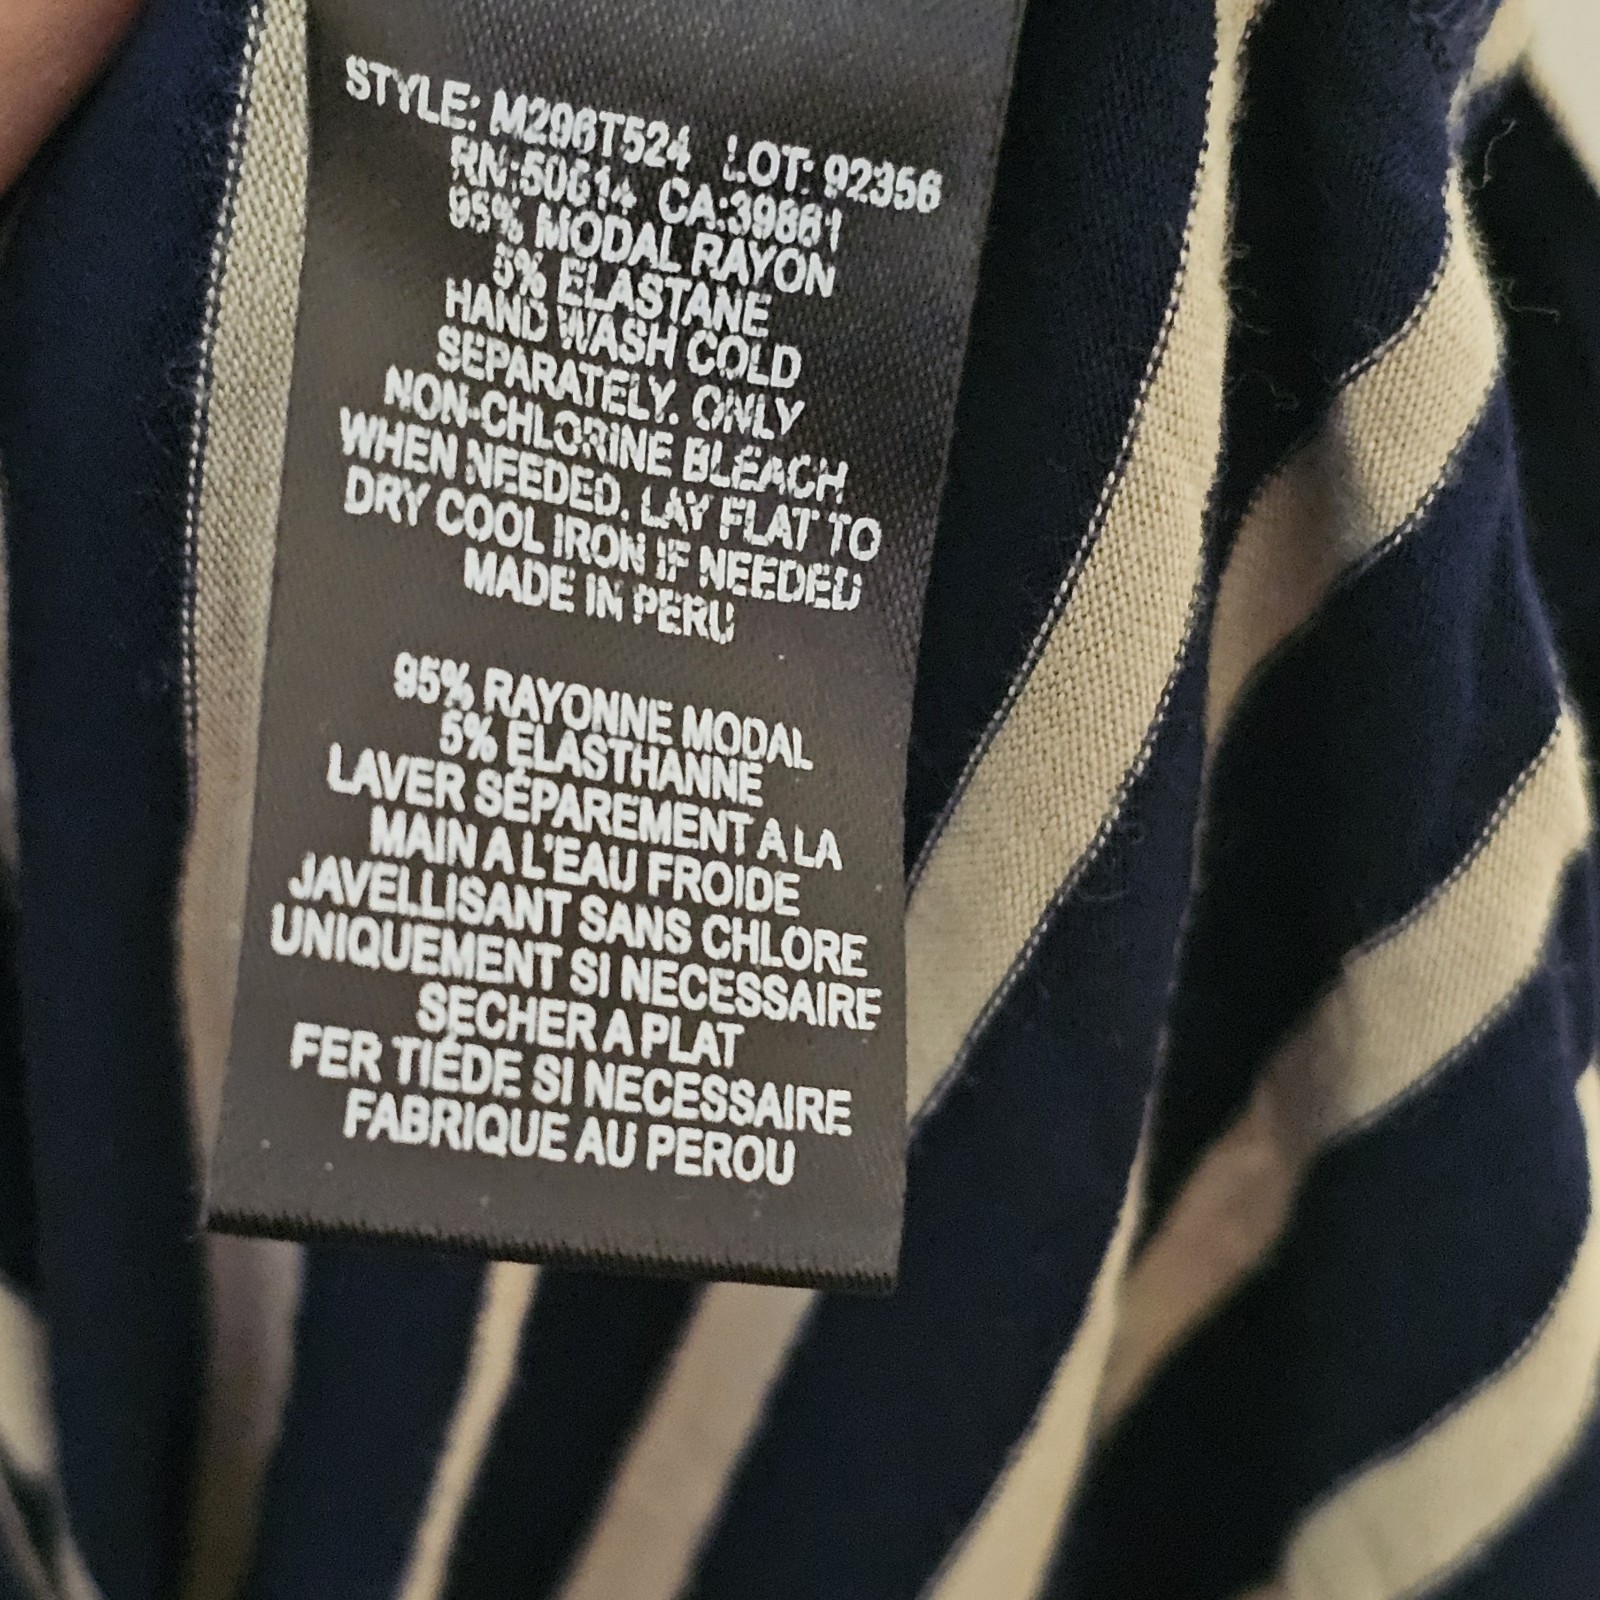 STYLE: M296T524 LOT: 92356
RN:50614 CA:39861
95% MODAL RAYON
5% ELASTANE
HAND WASH COLD
SEPARATELY. ONLY
NON-CHLORINE BLEACH
WHEN NEEDED. LAY FLAT TO
DRY COOL IRON IF NEEDED
MADE IN PERU
95% RAYONNE MODAL
5% ÉLASTHANNE
LAVER SÉPAREMENT A LA
MAIN A L'EAU FROIDE
JAVELLISANT SANS CHLORE
UNIQUEMENT SI NECESSAIRE
SECHER A PLAT
FER TIÉDE SI NECESSAIRE
FABRIQUE AU PEROU